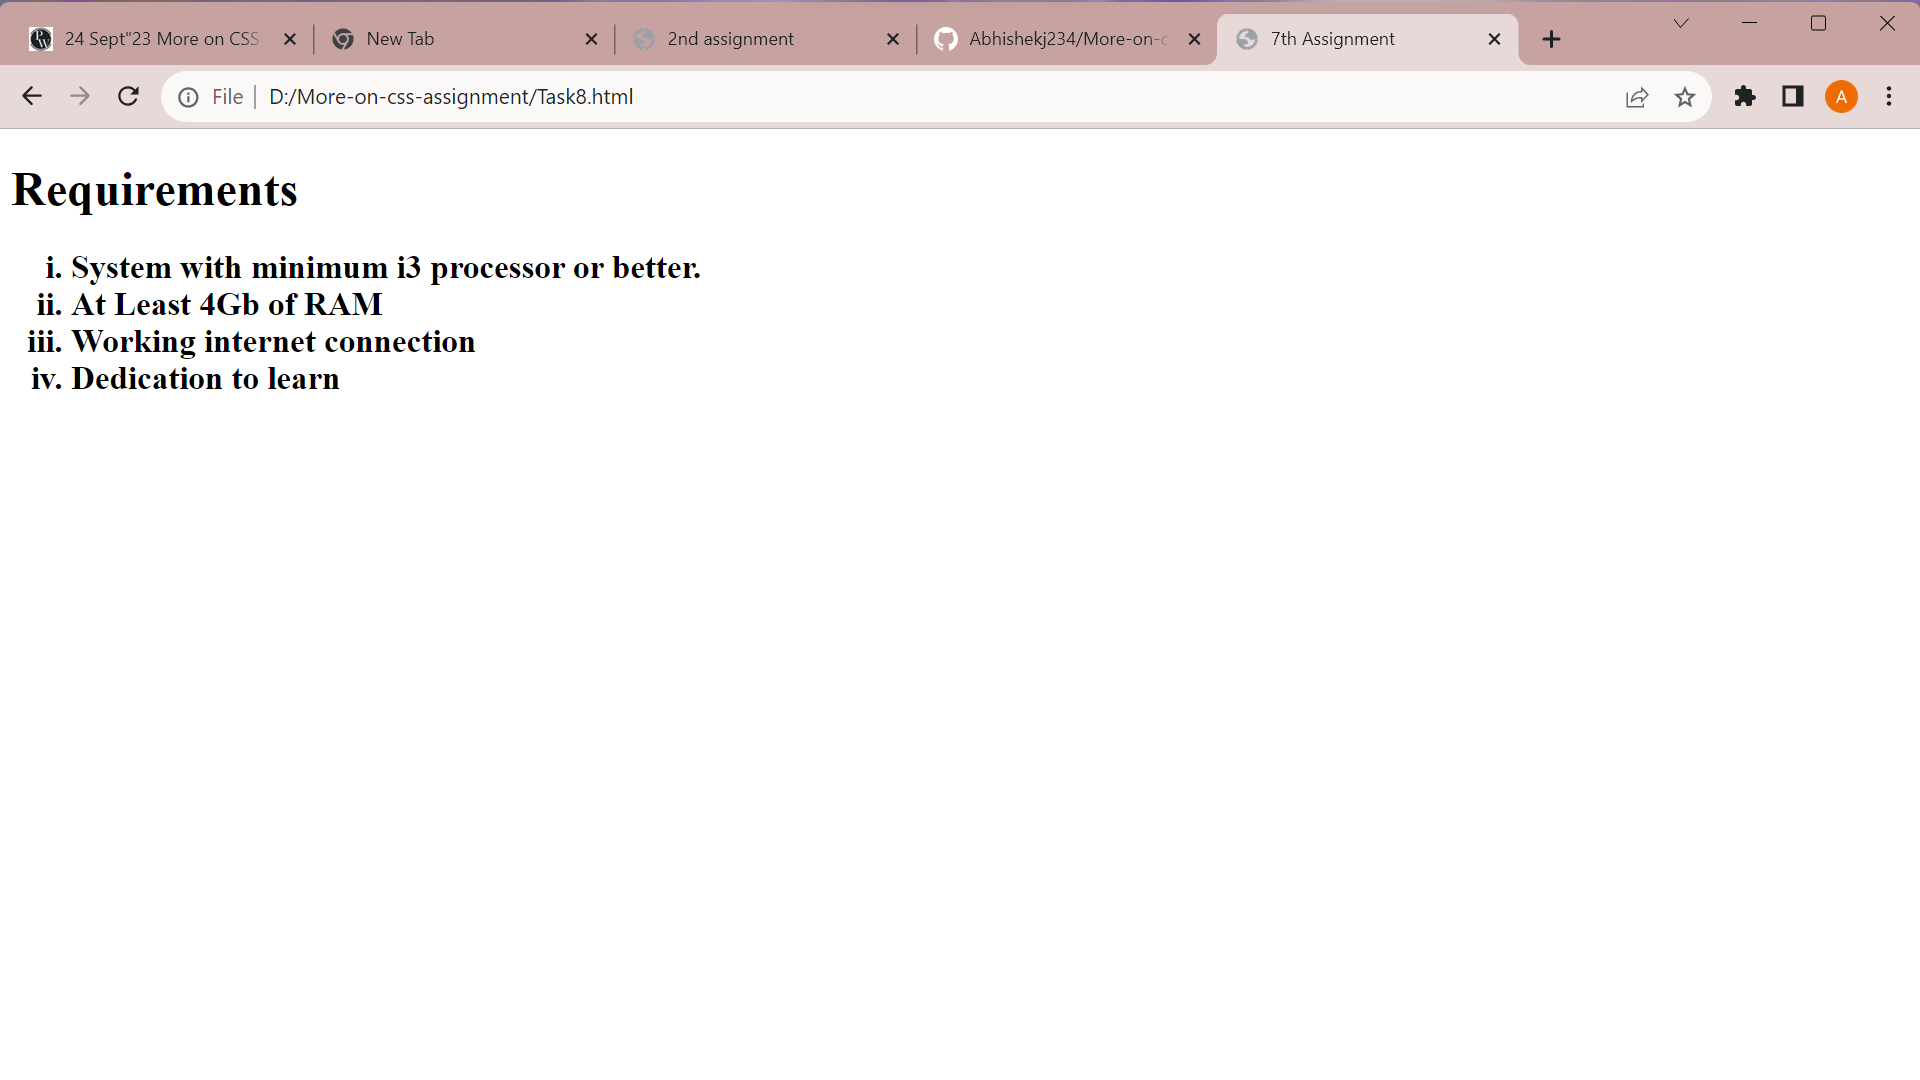 24 Sept"23 More on CSS
New Tab
2nd assignment
Abhishekj234/More-on-c
7th Assignment
File
D:/More-on-css-assignment/Task8.html
A
Requirements
i. System with minimum i3 processor or better.
ii. At Least 4Gb of RAM
iii. Working internet connection
iv. Dedication to learn